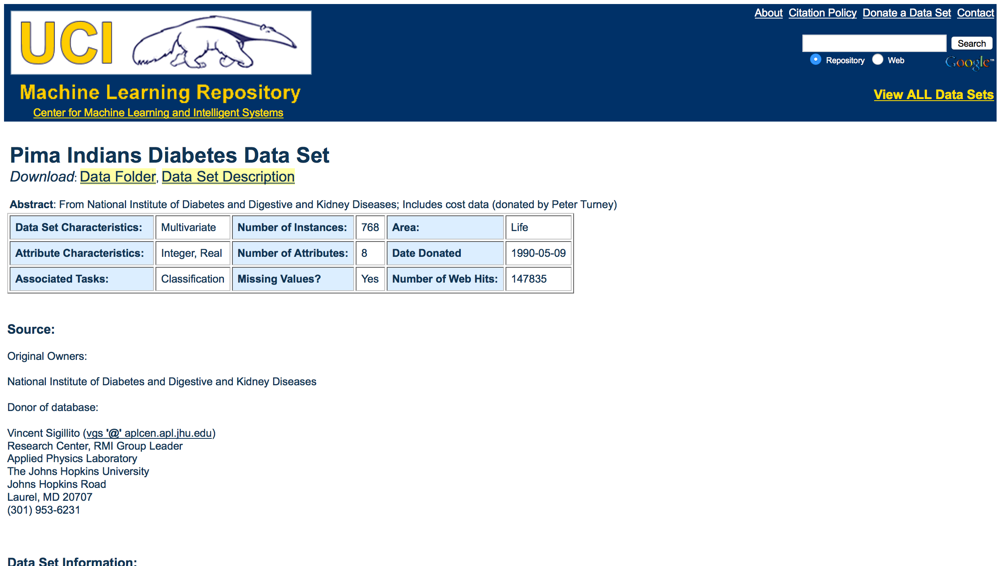 UCI
About Citation Policy Donate a Data Set Contact
Search
Repository Web Google™
Machine Learning Repository
View ALL Data Sets
Center for Machine Learning and Intelligent Systems
Pima Indians Diabetes Data Set
Download: Data Folder, Data Set Description
Abstract: From National Institute of Diabetes and Digestive and Kidney Diseases; Includes cost data (donated by Peter Turney)
Data Set Characteristics: Multivariate Number of Instances: 768 Area: Life
Attribute Characteristics: Integer, Real Number of Attributes: 8 Date Donated 1990-05-09
Associated Tasks: Classification Missing Values? Yes Number of Web Hits: 147835
Source:
Original Owners:
National Institute of Diabetes and Digestive and Kidney Diseases
Donor of database:
Vincent Sigillito (vgs '@' aplcen.apl.jhu.edu)
Research Center, RMI Group Leader
Applied Physics Laboratory
The Johns Hopkins University
Johns Hopkins Road
Laurel, MD 20707
(301) 953-6231
Data Set Information: